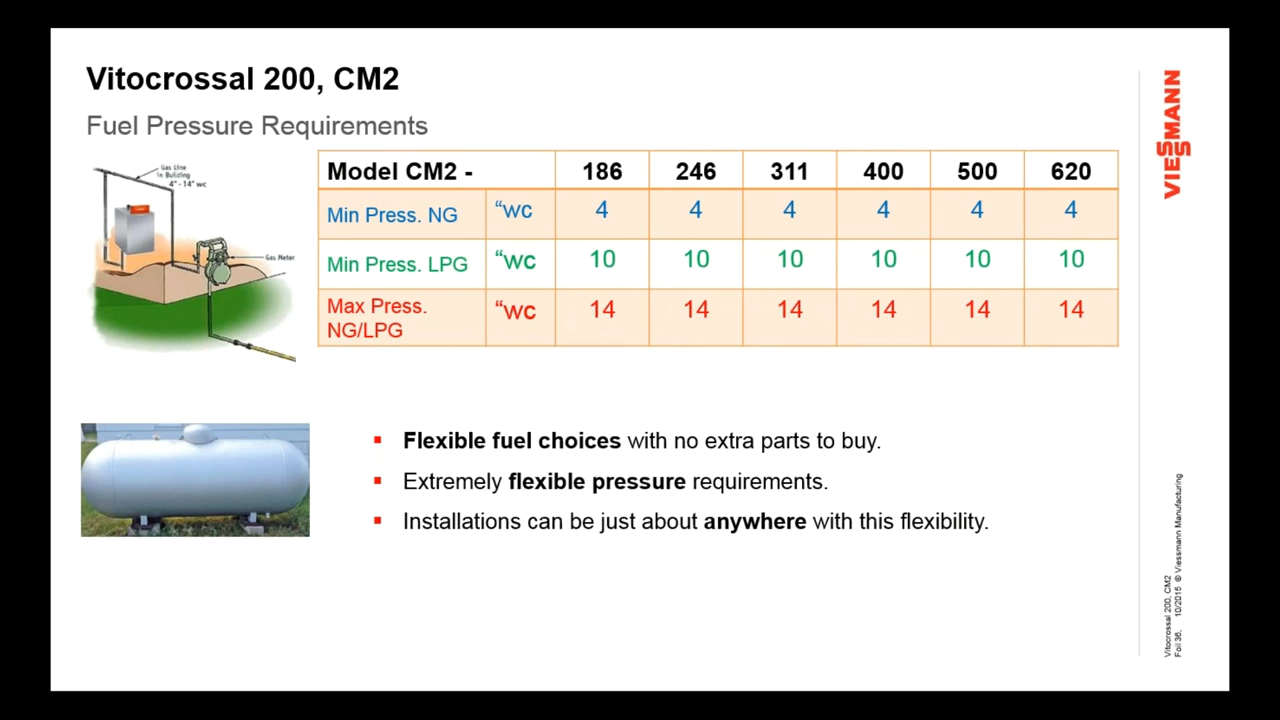 Vitocrossal 200, CM2
Fuel Pressure Requirements
Gas Line
in Building
4" - 14" wc
Gas Meter
Model CM2 - 186 246 311 400 500 620
Min Press. NG “wc 4 4 4 4 4 4
Min Press. LPG “wc 10 10 10 10 10 10
Max Press.
NG/LPG “wc 14 14 14 14 14 14
Flexible fuel choices with no extra parts to buy.
Extremely flexible pressure requirements.
Installations can be just about anywhere with this flexibility.
VIESSMANN
Vitocrossal 200, CM2
Foil 36, 10/2015 © Viessmann Manufacturing